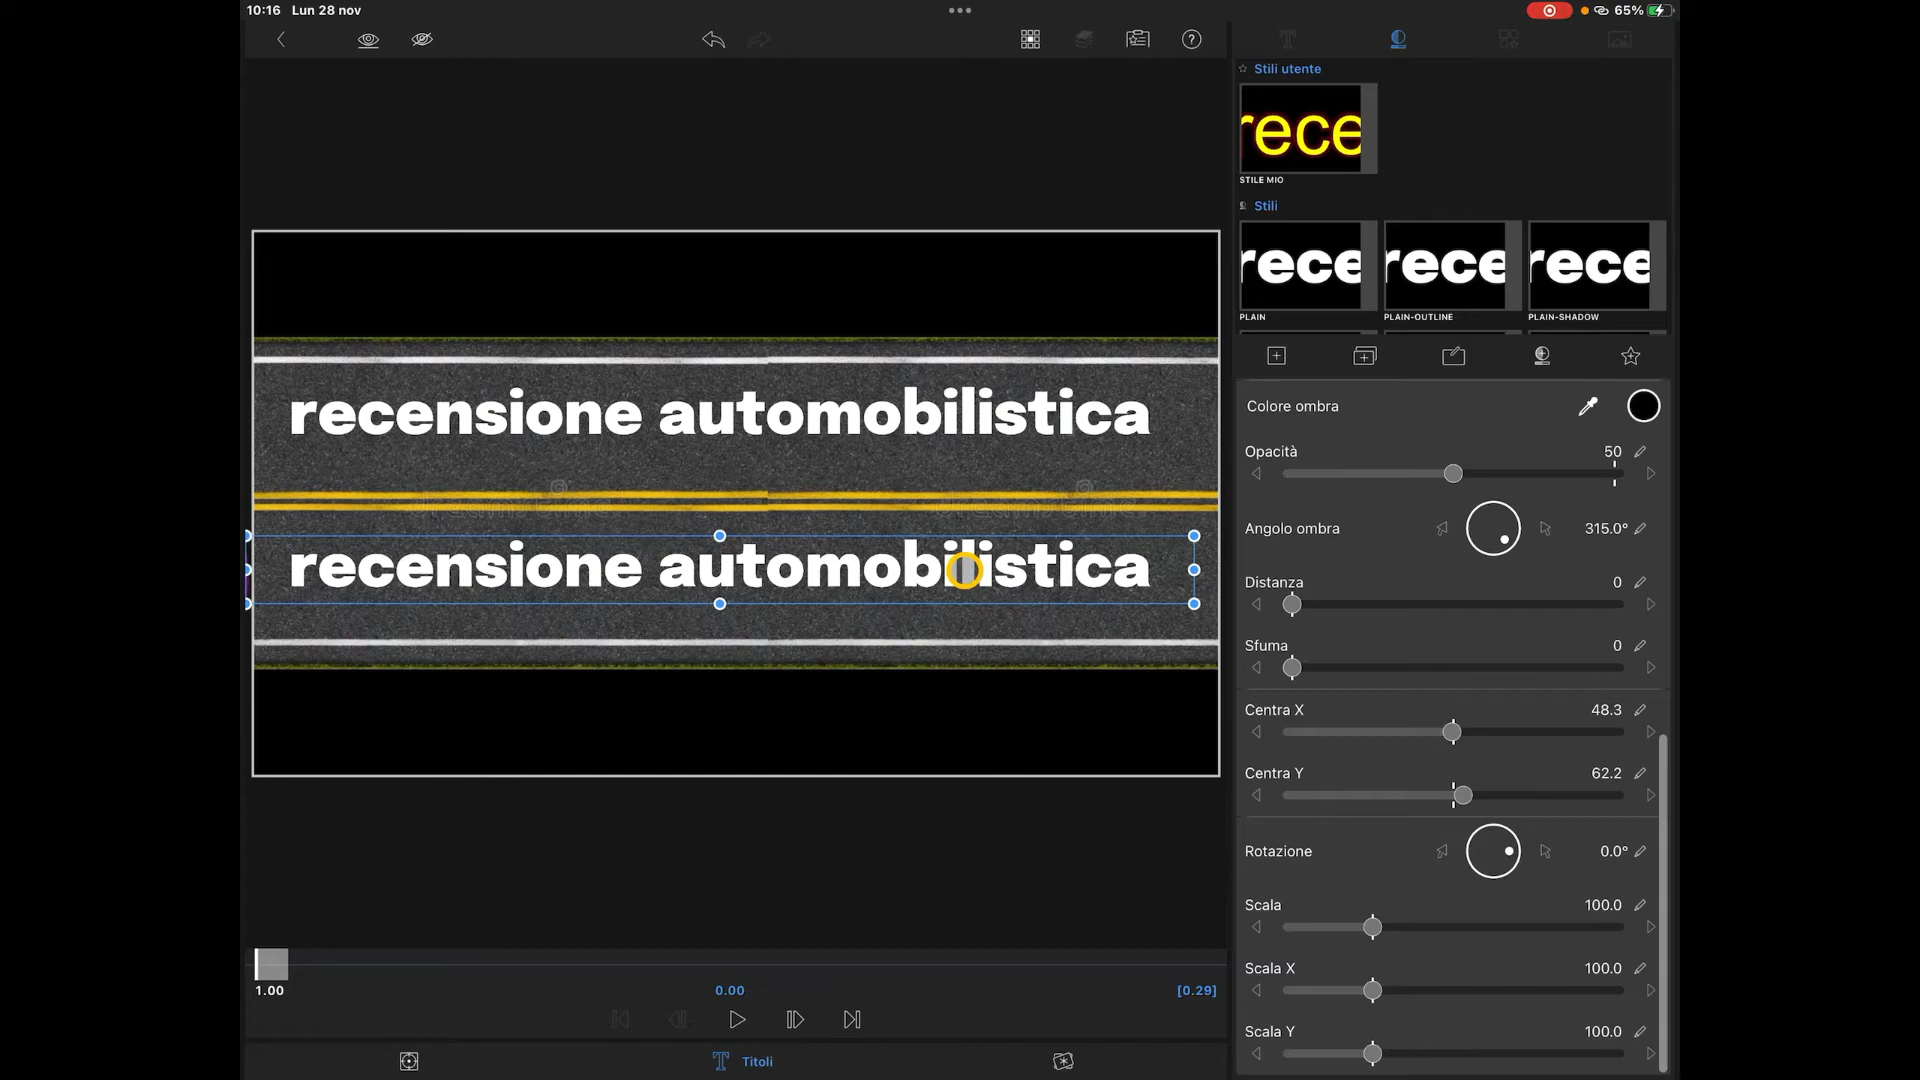 10:16 Lun 28 nov
65%
Stili utente
rece
STILE MIO
Stili
rece rece rece
PLAIN PLAIN-OUTLINE PLAIN-SHADOW
recensione automobilistica
recensione automobilistica
Colore ombra
Opacità 50
Angolo ombra 315.0°
Distanza 0
Sfuma 0
Centra X 48.3
Centra Y 62.2
Rotazione 0.0°
Scala 100.0
Scala X 100.0
Scala Y 100.0
1.00 0.00 [0.29]
Titoli